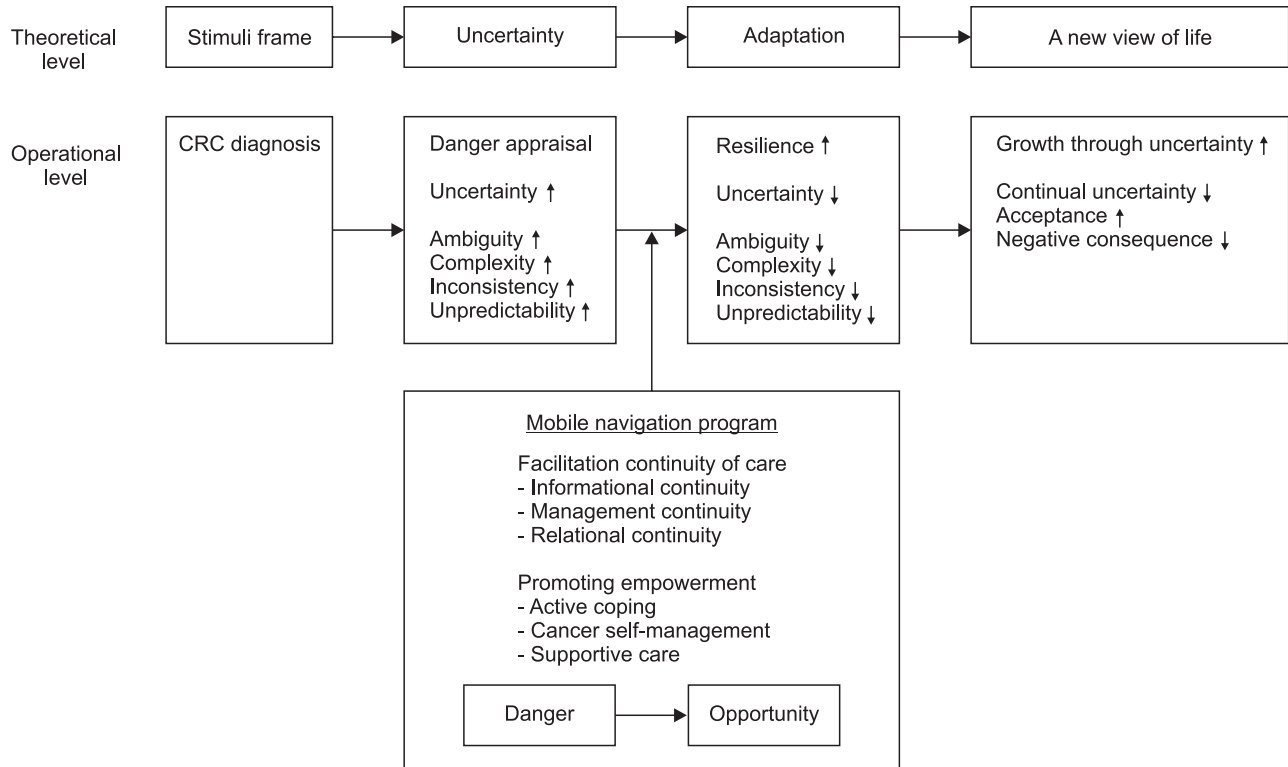 Theoretical
level
Stimuli frame
Uncertainty
Adaptation
A new view of life
Operational
level
CRC diagnosis
Danger appraisal
Uncertainty ↑
Ambiguity ↑
Complexity ↑
Inconsistency ↑
Unpredictability ↑
Resilience ↑
Uncertainty ↓
Ambiguity ↓
Complexity ↓
Inconsistency ↓
Unpredictability ↓
Growth through uncertainty ↑
Continual uncertainty ↓
Acceptance ↑
Negative consequence ↓
Mobile navigation program
Facilitation continuity of care
- Informational continuity
- Management continuity
- Relational continuity
Promoting empowerment
- Active coping
- Cancer self-management
- Supportive care
Danger
Opportunity